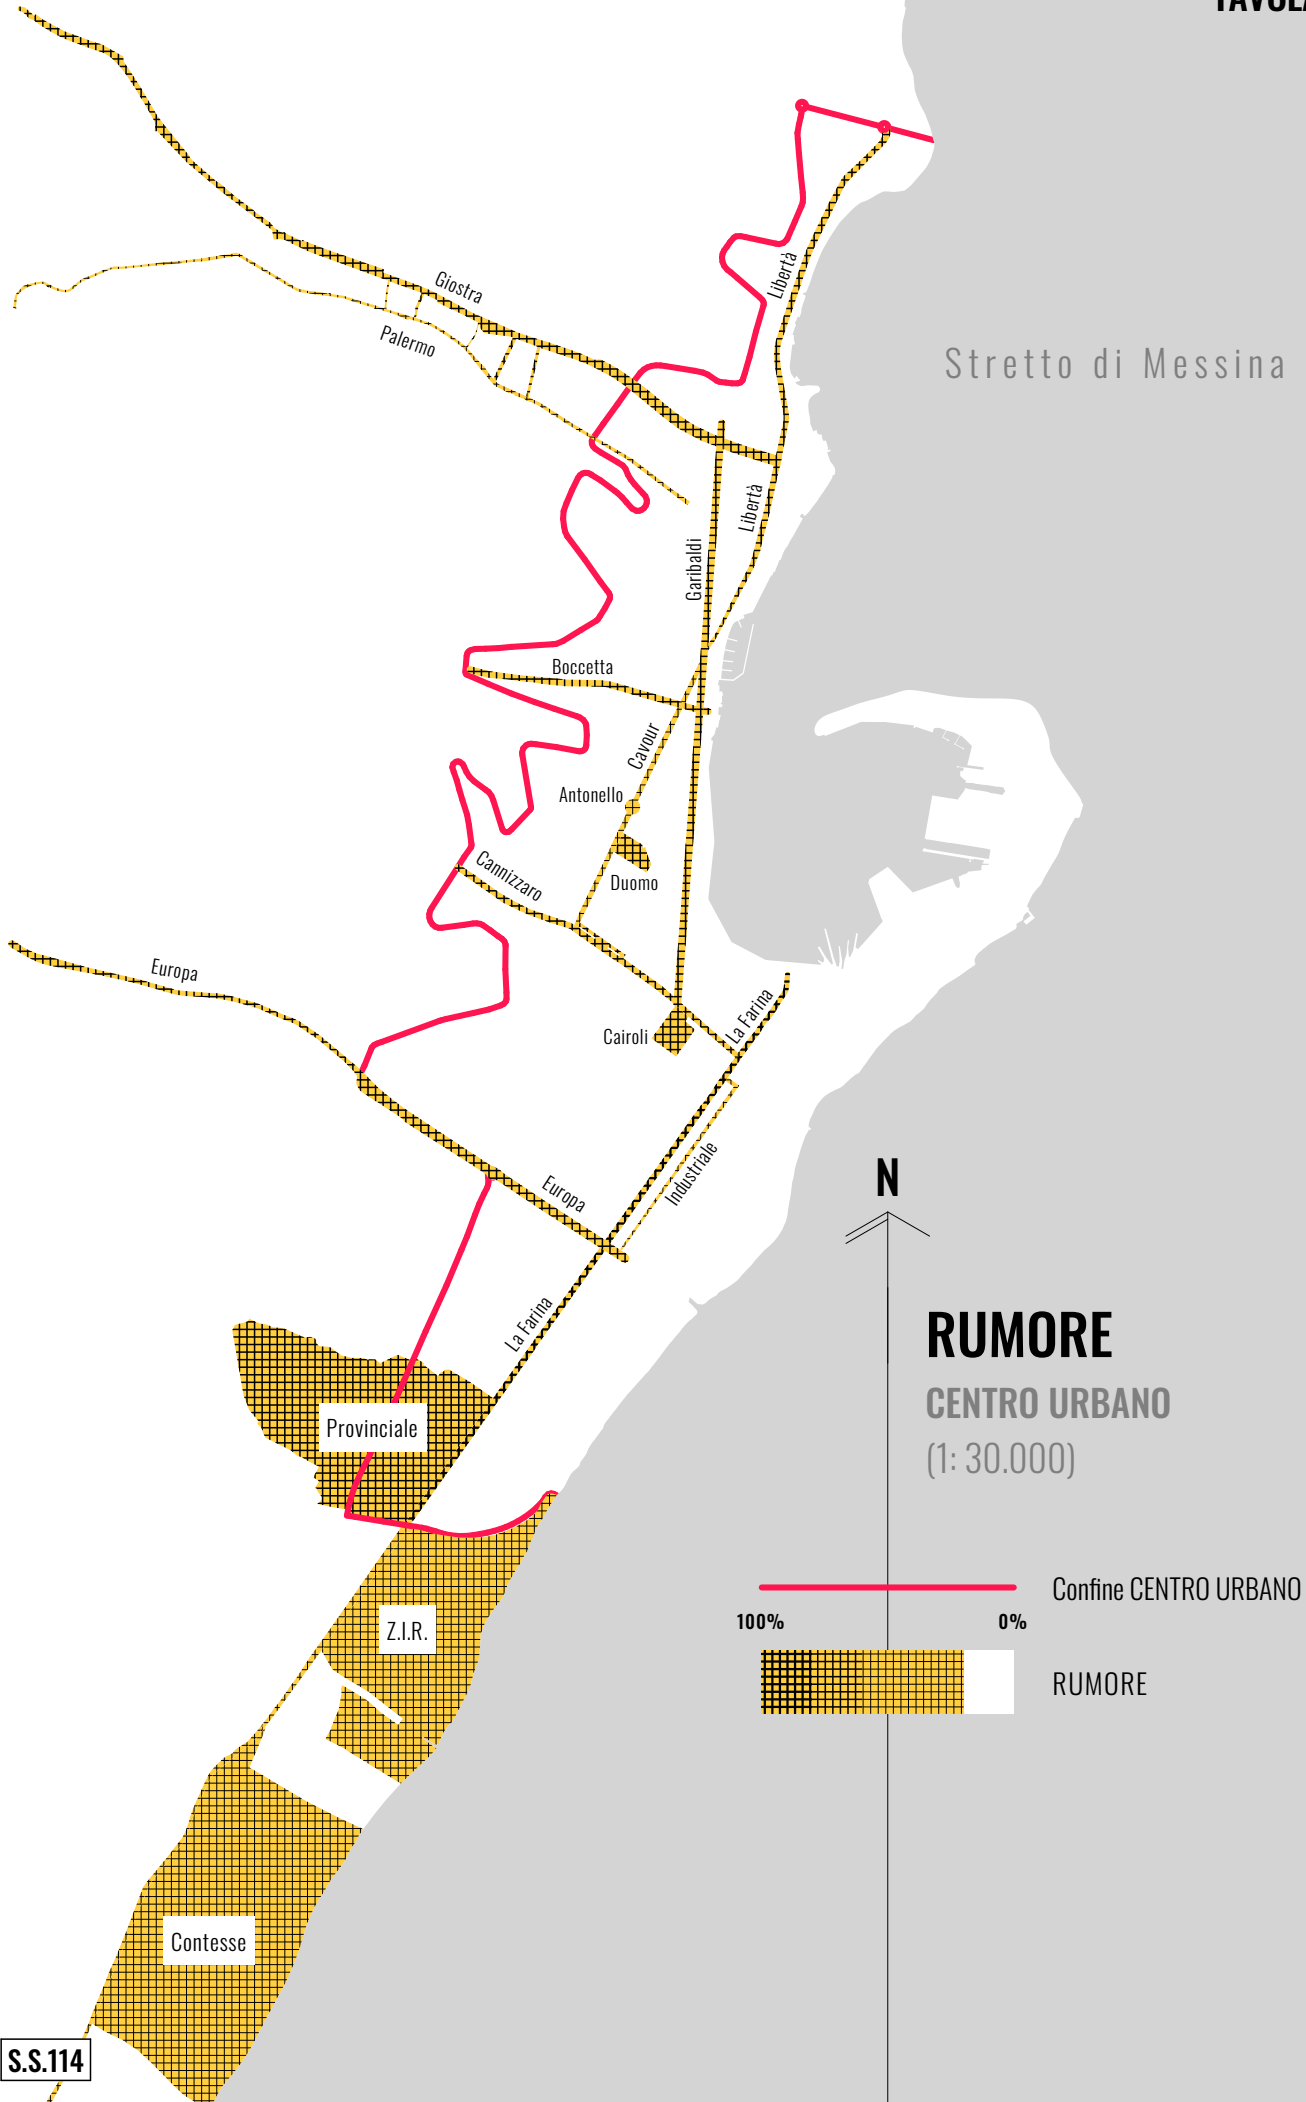 TAVOLA
Libertà
Giostra
Palermo
Stretto di Messina
Libertà
Garibaldi
Boccetta
Cavour
Antonello
Cannizzaro
Duomo
Europa
La Farina
Cairoli
Industriale
N
Europa
La Farina
RUMORE
CENTRO URBANO
(1: 30.000)
Provinciale
Confine CENTRO URBANO
100% 0%
Z.I.R.
RUMORE
Contesse
S.S.114